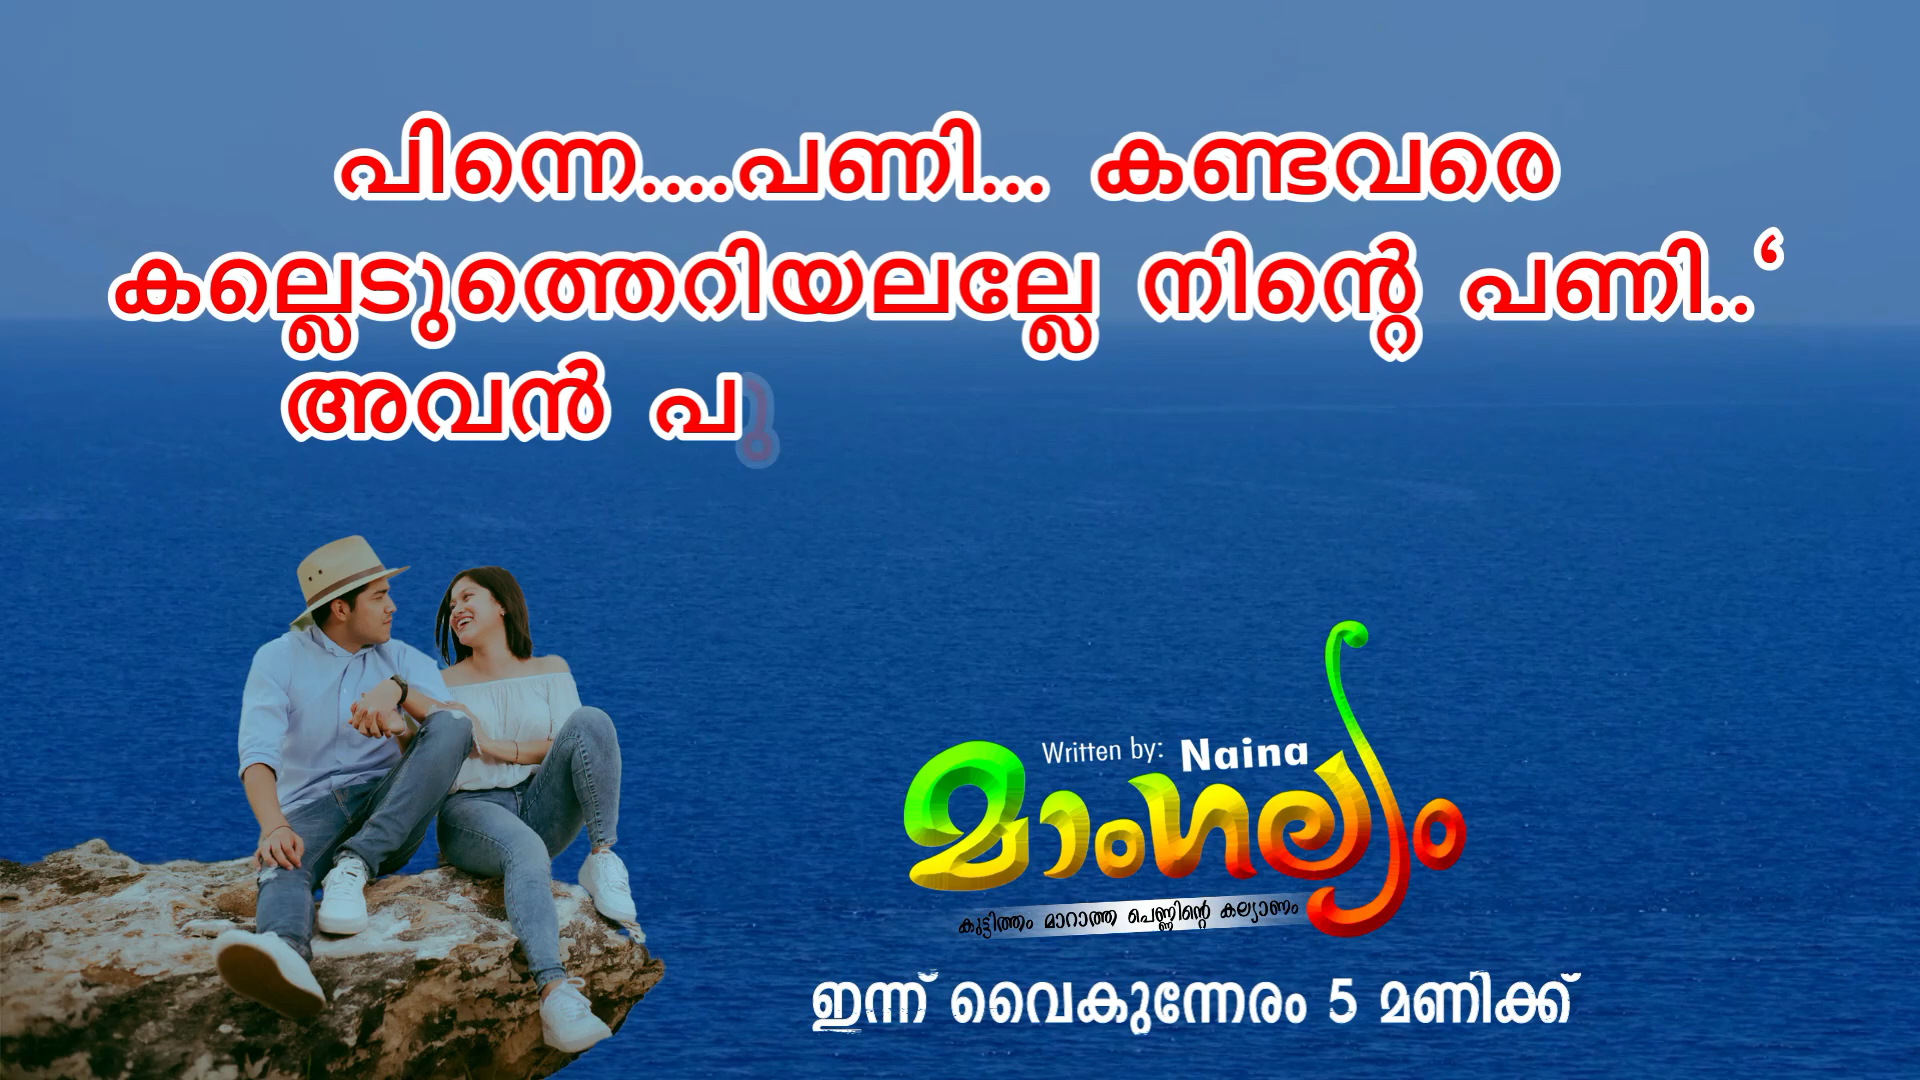 പിന്നെ....പണി... കണ്ടവരെ
കല്ലെടുത്തെറിയലല്ലേ നിന്റെ പണി..‘
അവൻ പു
Written by: Naina
മാംഗല്യം
കുട്ടിത്തം മാറാത്ത പെണ്ണിന്റെ കല്യാണം
ഇന്ന് വൈകുന്നേരം 5 മണിക്ക്